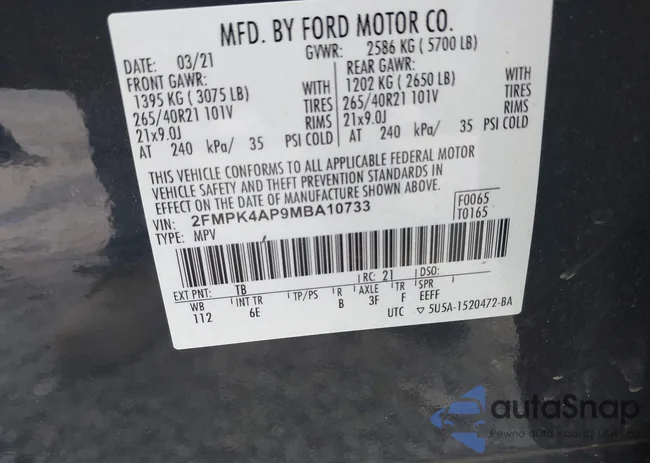 MFD. BY FORD MOTOR CO.
DATE: 03/21 GVWR: 2586 KG ( 5700 LB)
FRONT GAWR: REAR GAWR:
1395 KG ( 3075 LB) WITH 1202 KG ( 2650 LB) WITH
265/40R21 101V TIRES 265/40R21 101V TIRES
21x9.0J RIMS 21x9.0J RIMS
AT 240 kPa/ 35 PSI COLD AT 240 kPa/ 35 PSI COLD
THIS VEHICLE CONFORMS TO ALL APPLICABLE FEDERAL MOTOR
VEHICLE SAFETY AND THEFT PREVENTION STANDARDS IN
EFFECT ON THE DATE OF MANUFACTURE SHOWN ABOVE.
VIN: 2FMPK4AP9MBA10733 F0065
TYPE: MPV T0165
EXT PNT: TB RC: 21 DSO:
WB INT TR TP/PS R AXLE TR SPR
112 6E B 3F F EEFF
UTC ▽ 5U5A-1520472-BA
autoSnap